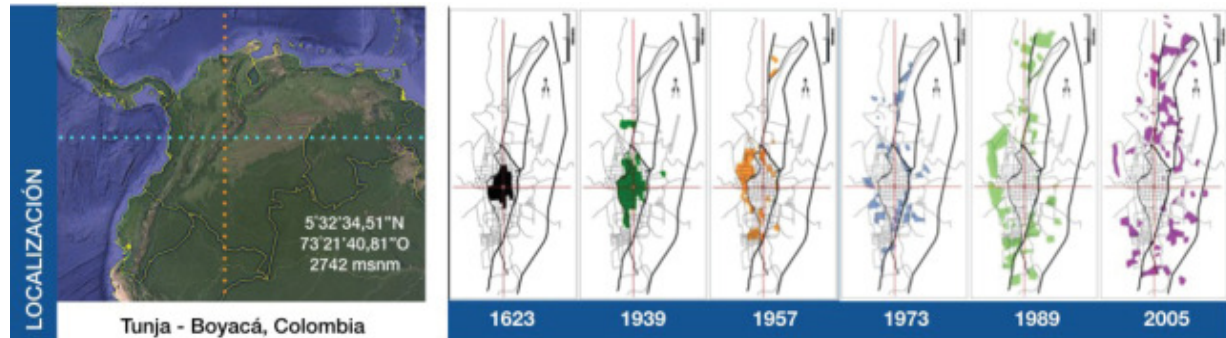 LOCALIZACIÓN
5°32'34,51"N
73°21'40,81"O
2742 msnm
Tunja - Boyacá, Colombia
1623
1939
1957
1973
1989
2005